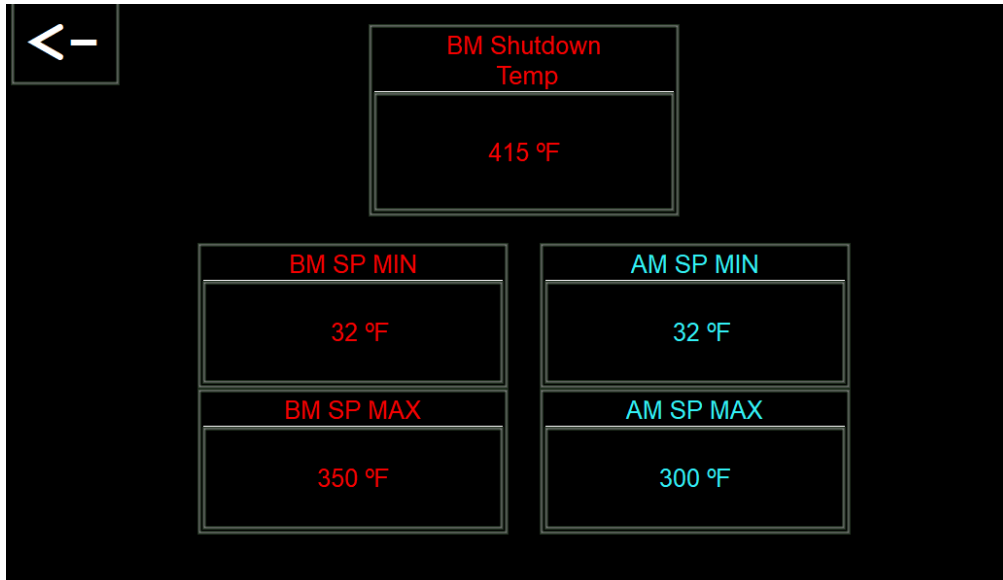 <-
BM Shutdown
Temp
415 ºF
BM SP MIN
AM SP MIN
32 ºF
32 ºF
BM SP MAX
AM SP MAX
350 ºF
300 ºF